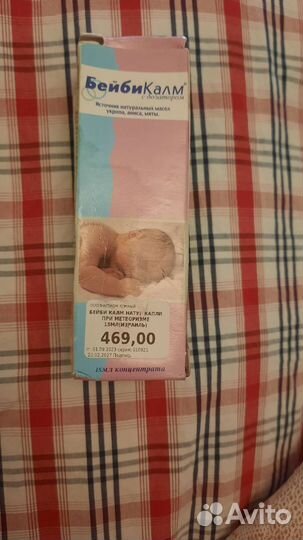 БейбиКалм®
с дозатором
Источник натуральных масел
укропа, аниса, мяты.
БЕЙБИ КАЛМ НАТУР КАПЛИ
ПРИ МЕТЕОРИЗМЕ
15МЛ(ИЗРАИЛЬ)
469,00
15МЛ концентрата
Avito